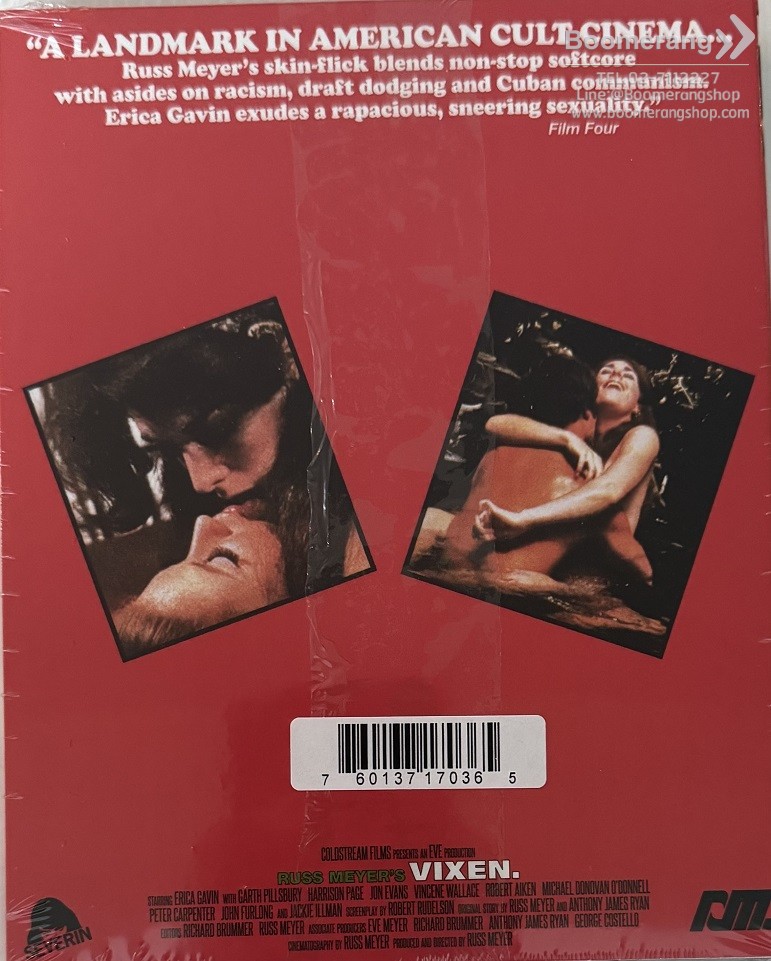 “A LANDMARK IN AMERICAN CULT CINEMA...
Russ Meyer’s skin-flick blends non-stop softcore
with asides on racism, draft dodging and Cuban communism.
Erica Gavin exudes a rapacious, sneering sexuality.”
Film Four
Boomerang
Line:@Boomerangshop
www.boomerangshop.com
7 60137 17036 5
COLDSTREAM FILMS PRESENTS AN EVE PRODUCTION
RUSS MEYER’S VIXEN.
STARRING ERICA GAVIN WITH GARTH PILLSBURY HARRISON PAGE JON EVANS VINCENE WALLACE ROBERT AIKEN MICHAEL DONOVAN O’DONNELL
PETER CARPENTER JOHN FURLONG AND JACKIE ILLMAN SCREENPLAY BY ROBERT RUDELSON ORIGINAL STORY BY RUSS MEYER AND ANTHONY JAMES RYAN
EDITORS RICHARD BRUMMER RUSS MEYER ASSOCIATE PRODUCERS EVE MEYER RICHARD BRUMMER ANTHONY JAMES RYAN GEORGE COSTELLO
CINEMATOGRAPHY BY RUSS MEYER PRODUCED AND DIRECTED BY RUSS MEYER
SEVERIN